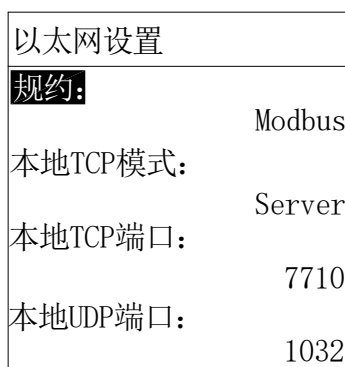 以太网设置
规约：
Modbus
本地TCP模式：
Server
本地TCP端口：
7710
本地UDP端口：
1032